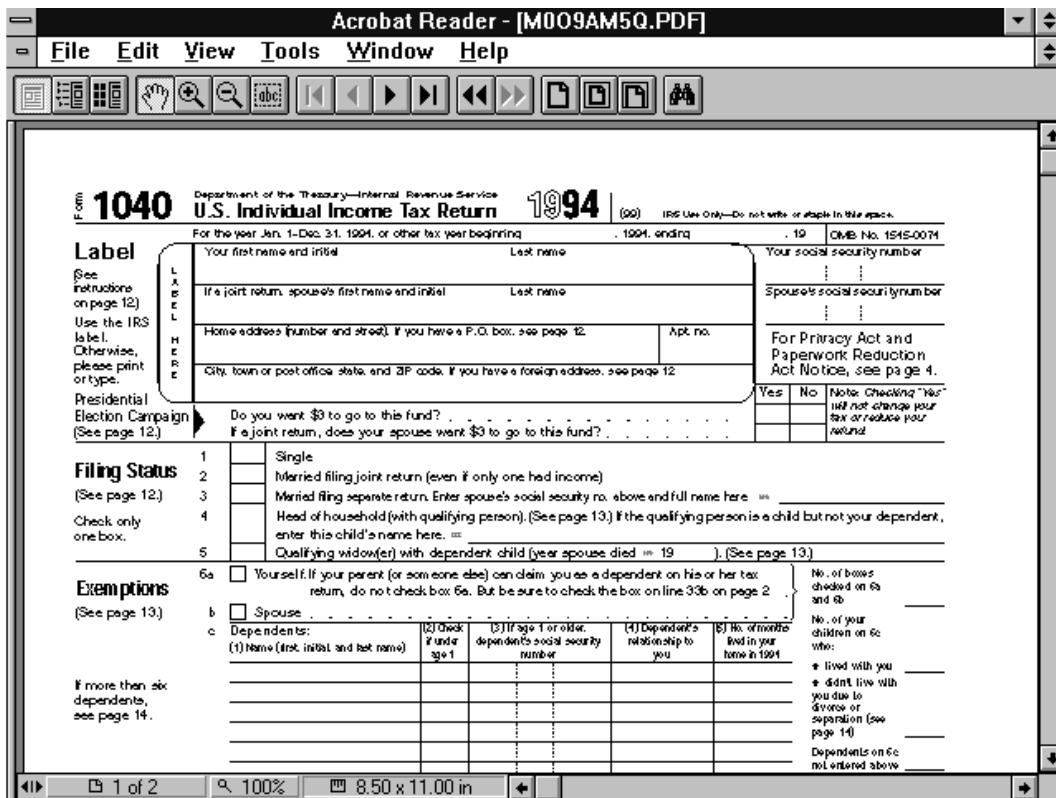 Acrobat Reader - [M0O9AM5Q.PDF]
File Edit View Tools Window Help
abc
Form 1040 Department of the Treasury—Internal Revenue Service
U.S. Individual Income Tax Return 1994 (99) IRS Use Only—Do not write or staple in this space.
For the year Jan. 1-Dec. 31, 1994, or other tax year beginning , 1994, ending , 19 OMB No. 1545-0074
Label
(See
instructions
on page 12.)
Use the IRS
label.
Otherwise,
please print
or type.
LABEL HERE
Your first name and initial Last name
If a joint return, spouse's first name and initial Last name
Home address (number and street). If you have a P.O. box, see page 12. Apt. no.
City, town or post office, state, and ZIP code. If you have a foreign address, see page 12
Your social security number
Spouse's social security number
For Privacy Act and
Paperwork Reduction
Act Notice, see page 4.
Presidential
Election Campaign
(See page 12.)
Do you want $3 to go to this fund?
If a joint return, does your spouse want $3 to go to this fund?
Yes No
Note: Checking "Yes"
will not change your
tax or reduce your
refund.
Filing Status
(See page 12.)
Check only
one box.
1 Single
2 Married filing joint return (even if only one had income)
3 Married filing separate return. Enter spouse's social security no. above and full name here
4 Head of household (with qualifying person). (See page 13.) If the qualifying person is a child but not your dependent,
enter this child's name here.
5 Qualifying widow(er) with dependent child (year spouse died 19 ). (See page 13.)
Exemptions
(See page 13.)
If more than six
dependents,
see page 14.
6a Yourself. If your parent (or someone else) can claim you as a dependent on his or her tax
return, do not check box 6a. But be sure to check the box on line 33b on page 2
b Spouse
c Dependents:
(1) Name (first, initial, and last name)
(2) Check
if under
age 1
(3) If age 1 or older,
dependent's social security
number
(4) Dependent's
relationship to
you
(5) No. of months
lived in your
home in 1994
No. of boxes
checked on 6a
and 6b
No. of your
children on 6c
who:
• lived with you
• didn't live with
you due to
divorce or
separation (see
page 14)
Dependents on 6c
not entered above
1 of 2 100% 8.50 x 11.00 in